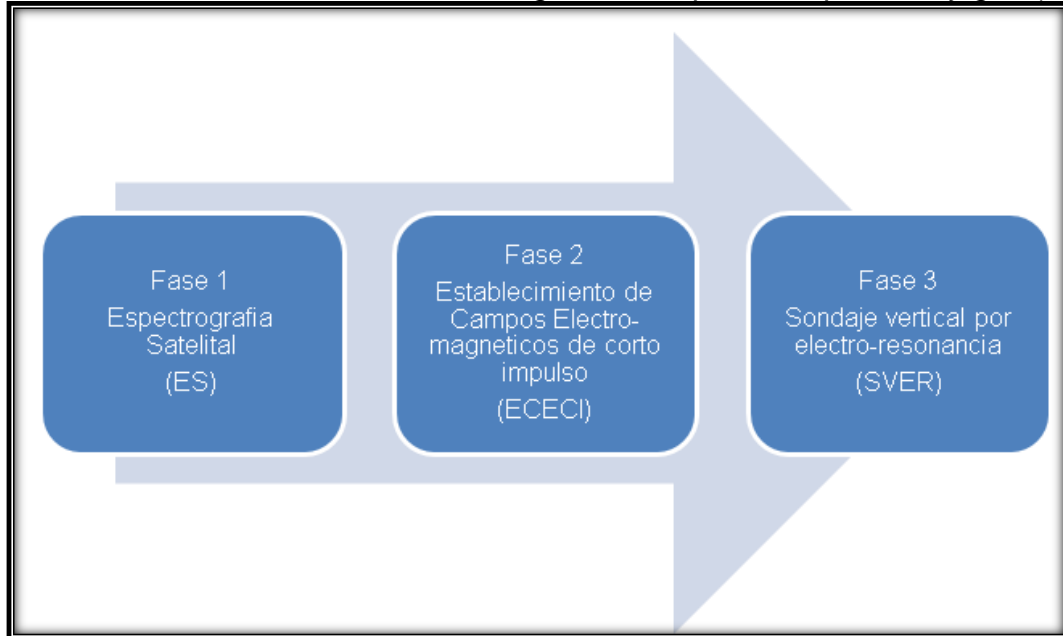 Fase 1
Espectrografia
Satelital
(ES)
Fase 2
Establecimiento de
Campos Electro-
magneticos de corto
impulso
(ECECI)
Fase 3
Sondaje vertical por
electro-resonancia
(SVER)